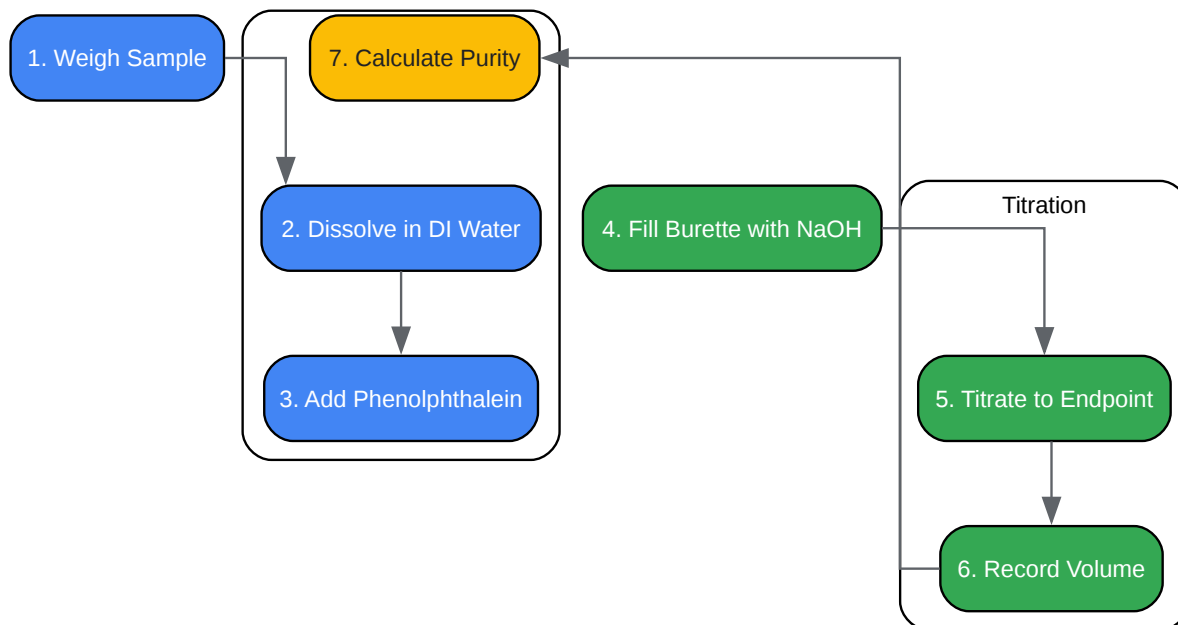 1. Weigh Sample
7. Calculate Purity
2. Dissolve in DI Water
4. Fill Burette with NaOH
Titration
3. Add Phenolphthalein
5. Titrate to Endpoint
6. Record Volume